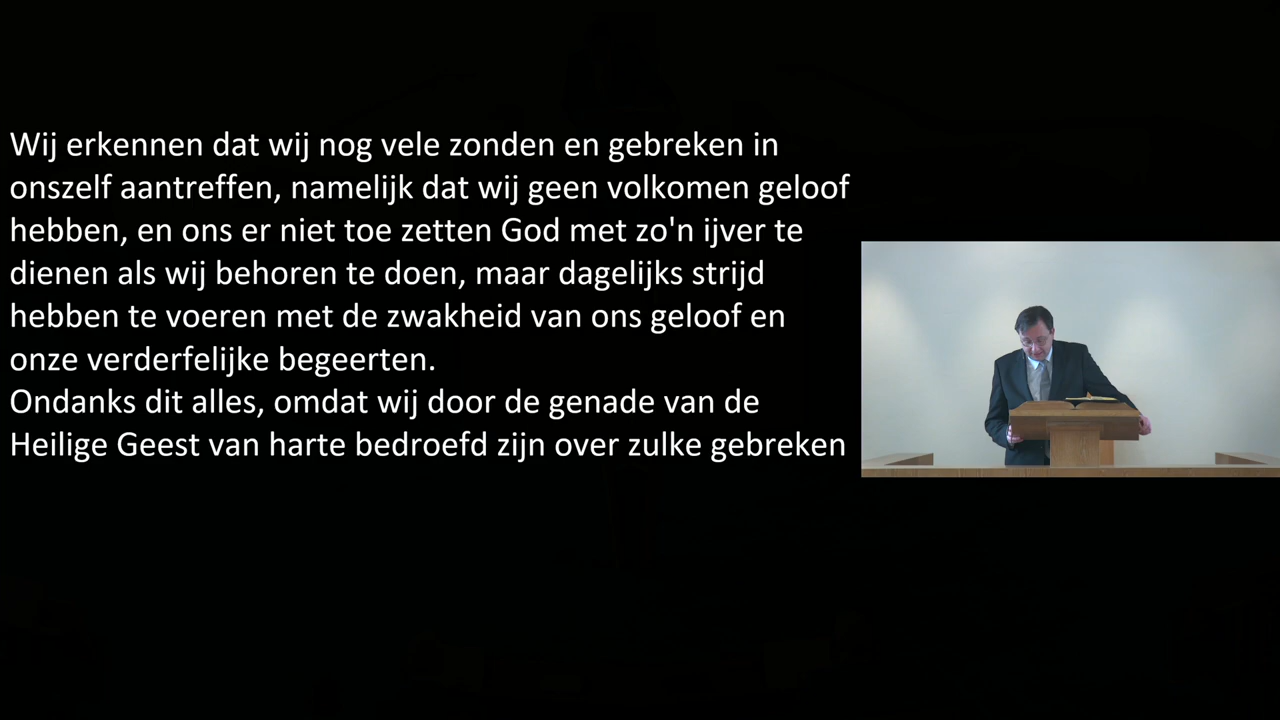 Wij erkennen dat wij nog vele zonden en gebreken in
onszelf aantreffen, namelijk dat wij geen volkomen geloof
hebben, en ons er niet toe zetten God met zo'n ijver te
dienen als wij behoren te doen, maar dagelijks strijd
hebben te voeren met de zwakheid van ons geloof en
onze verderfelijke begeerten.
Ondanks dit alles, omdat wij door de genade van de
Heilige Geest van harte bedroefd zijn over zulke gebreken